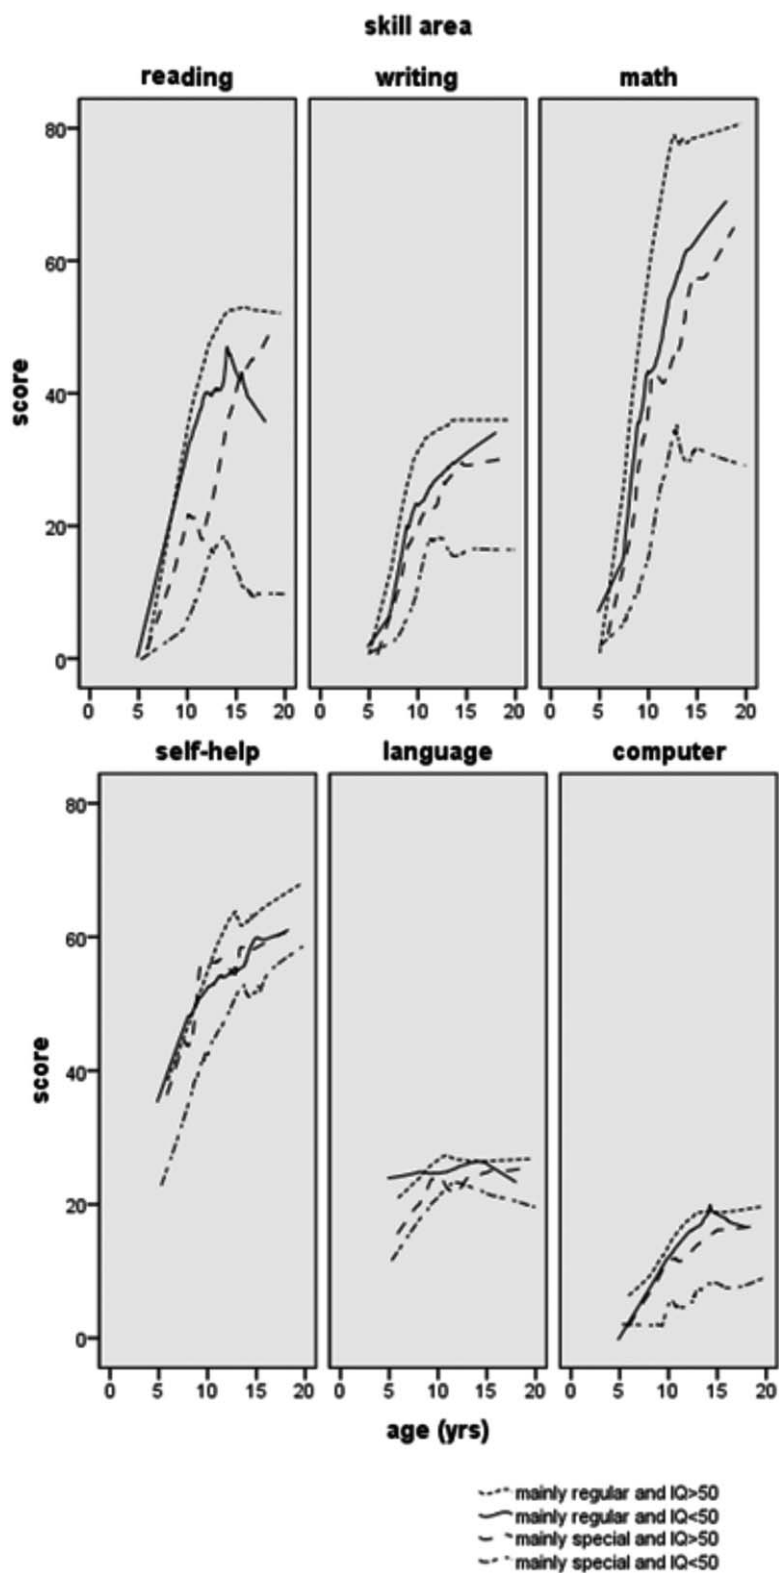 skill area
reading writing math
80
60
40
20
0
score
0 5 10 15 20 0 5 10 15 20 0 5 10 15 20
self-help language computer
80
60
40
20
0
score
0 5 10 15 20 0 5 10 15 20 0 5 10 15 20
age (yrs)
mainly regular and IQ>50
mainly regular and IQ<50
mainly special and IQ>50
mainly special and IQ<50